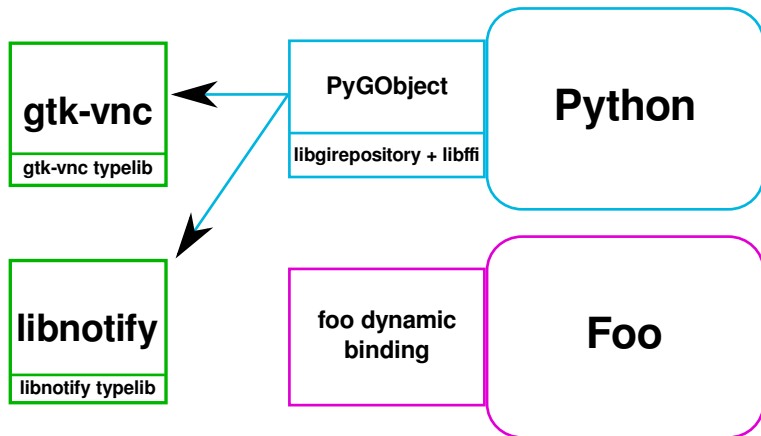 gtk-vnc
gtk-vnc typelib
PyGObject
libgirepository + libffi
Python
libnotify
libnotify typelib
foo dynamic
binding
Foo